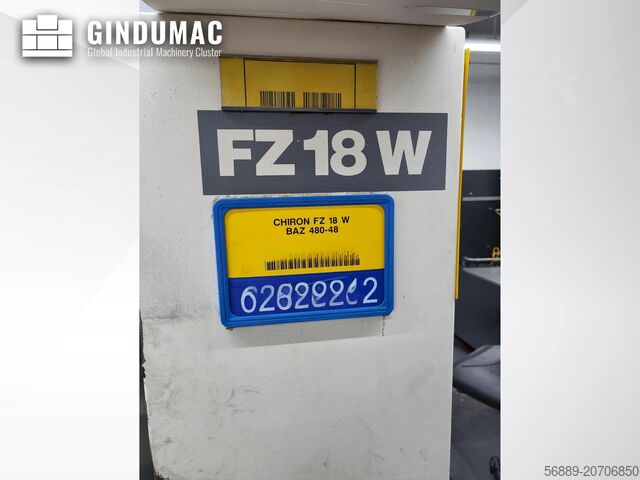 GINDUMAC
Global Industrial Machinery Cluster
FZ 18 W
CHIRON FZ 18 W
BAZ 480-48
56889-20706850